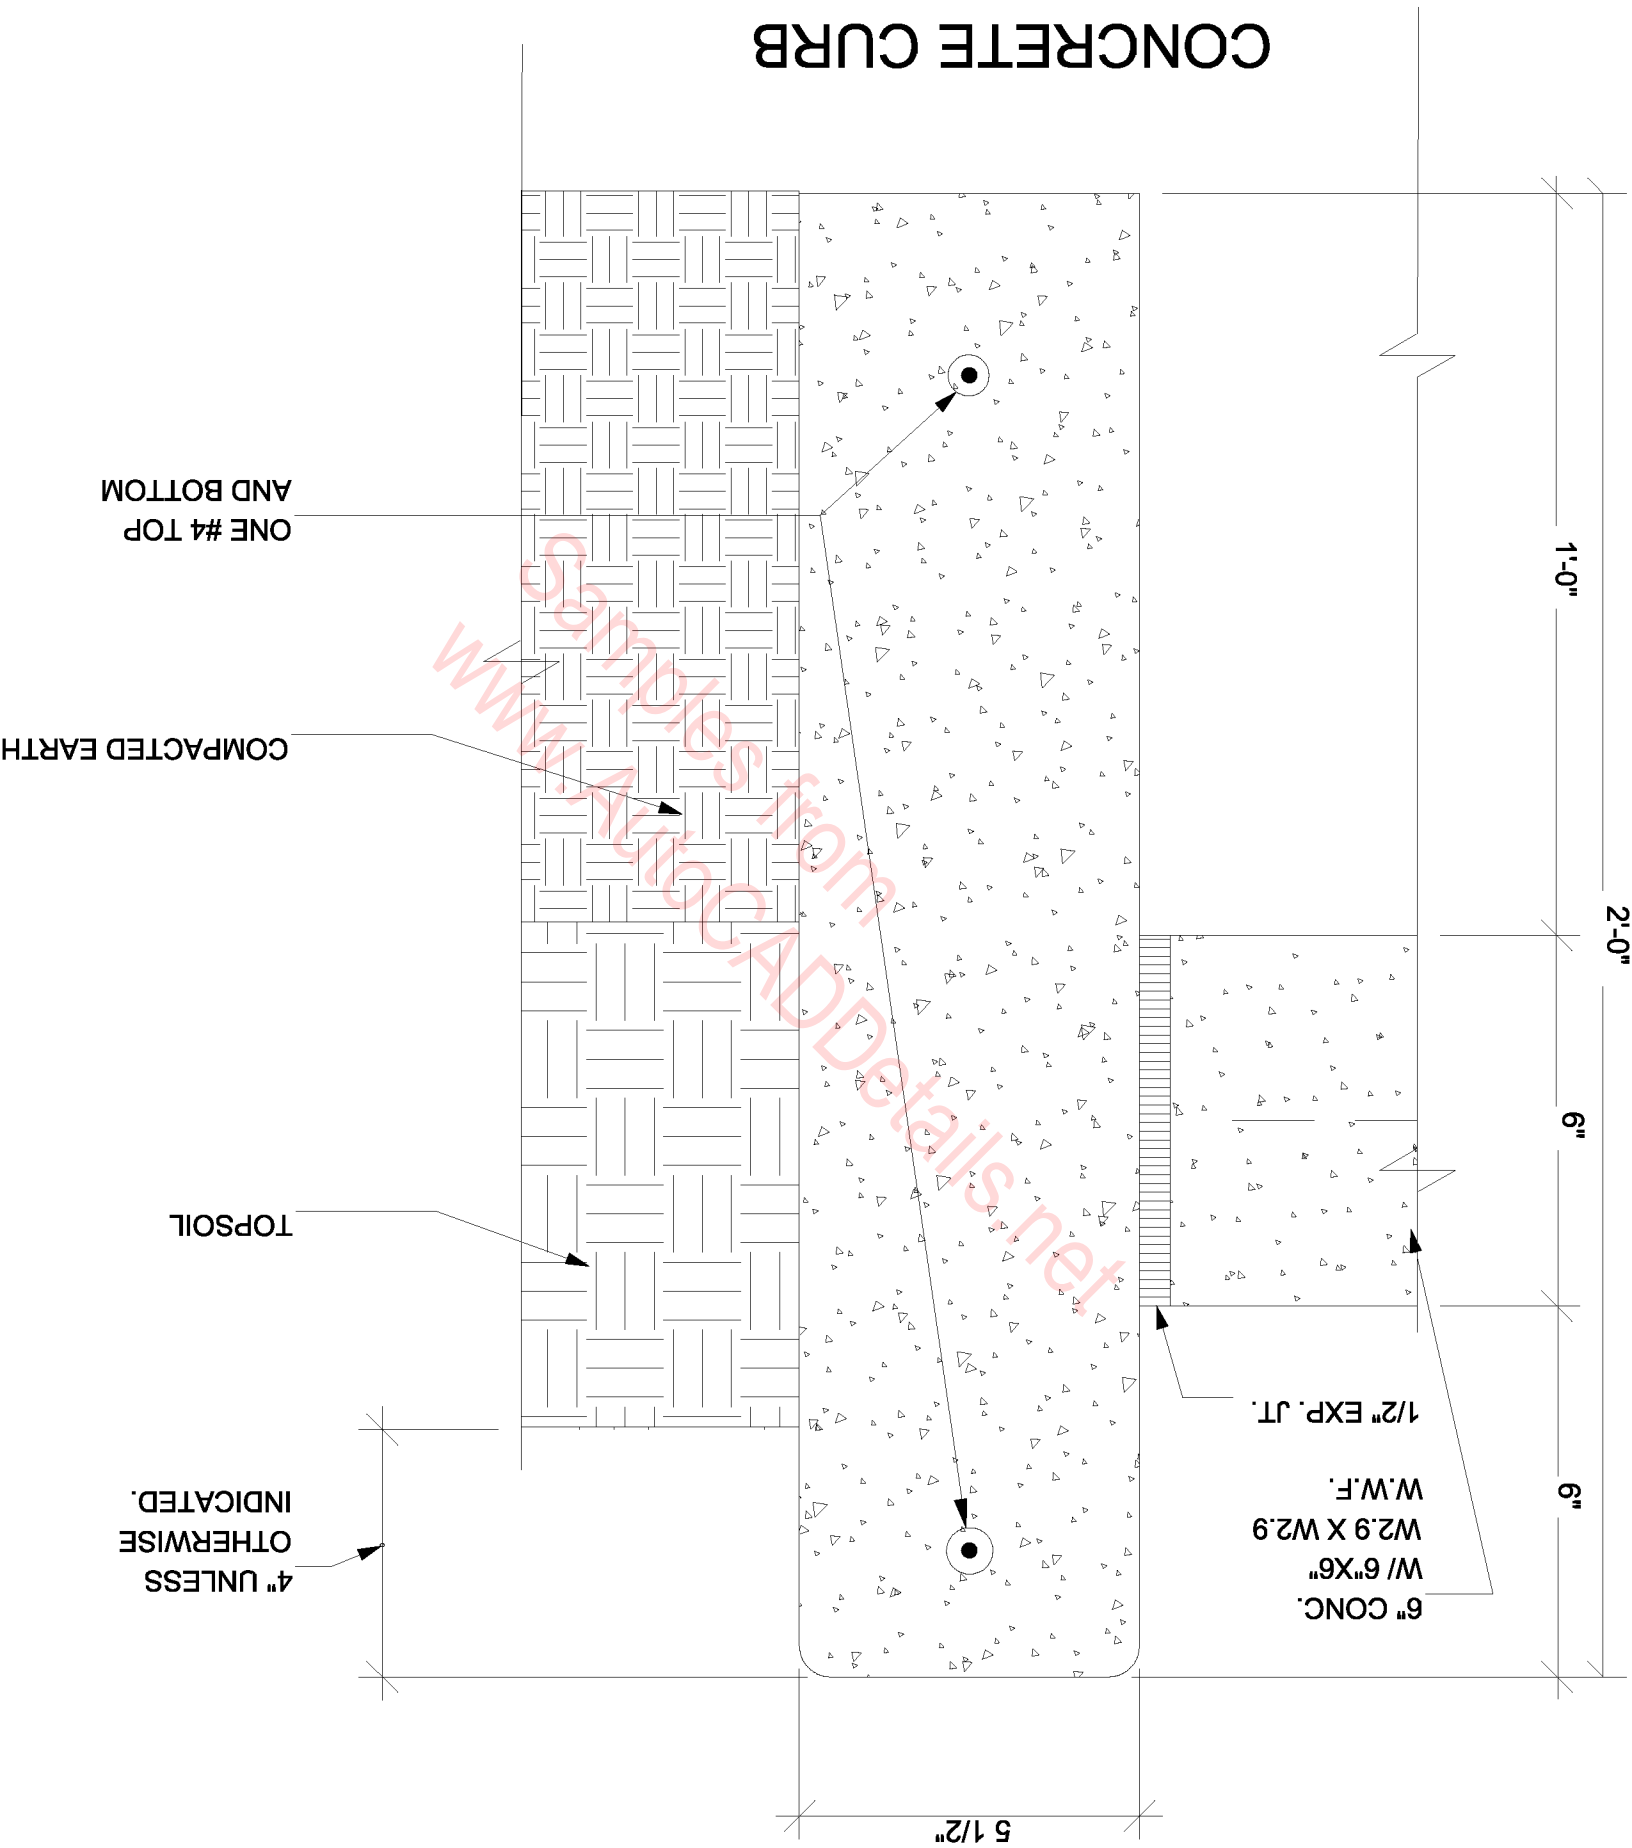 5 1/2"
6" CONC.
W/ 6"X6"
W2.9 X W2.9
W.W.F.
1/2" EXP. JT.
4" UNLESS
OTHERWISE
INDICATED.
6"
TOPSOIL
6"
2'-0"
COMPACTED EARTH
1'-0"
ONE #4 TOP
AND BOTTOM
CONCRETE CURB
Samples from
www.AutoCADDetails.net